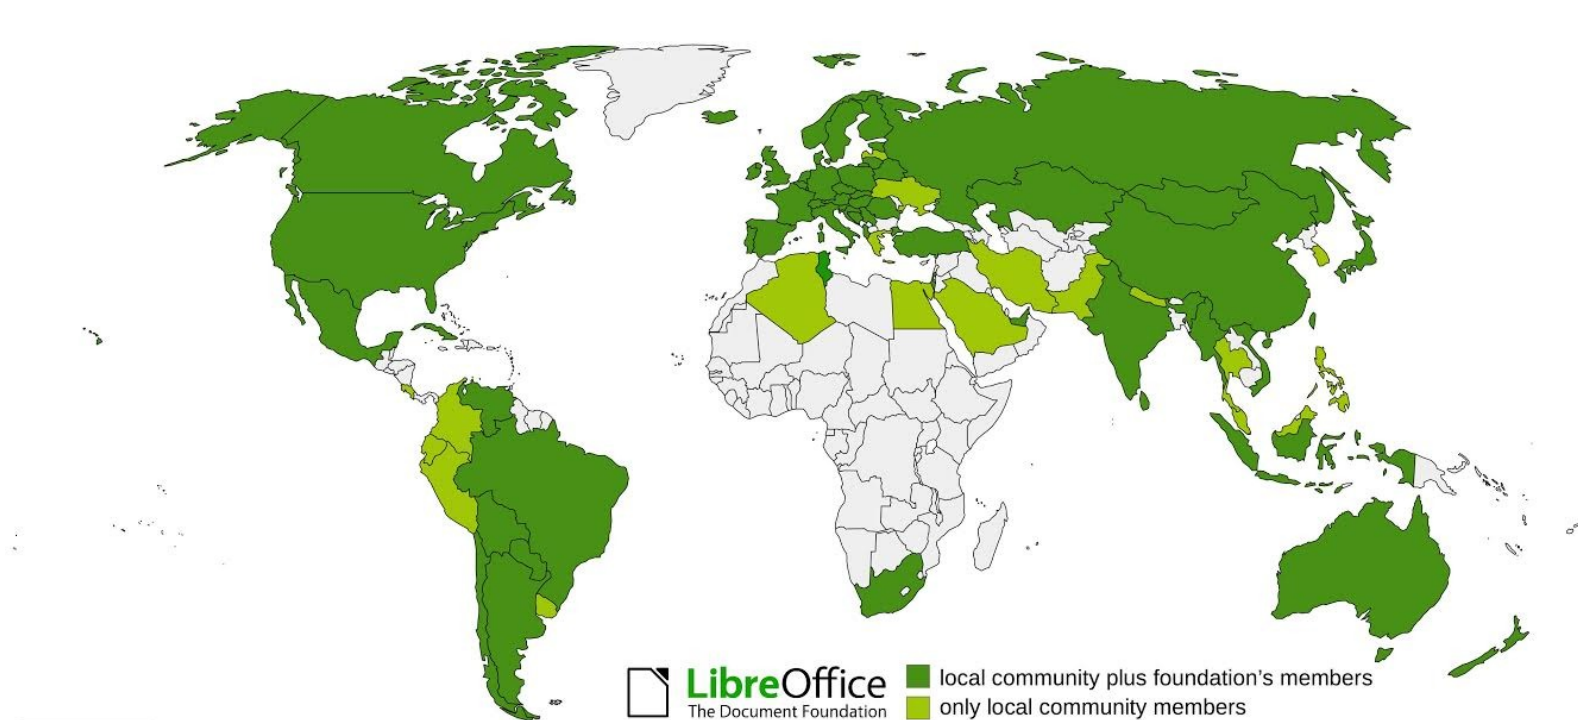 LibreOffice
The Document Foundation
local community plus foundation's members
only local community members